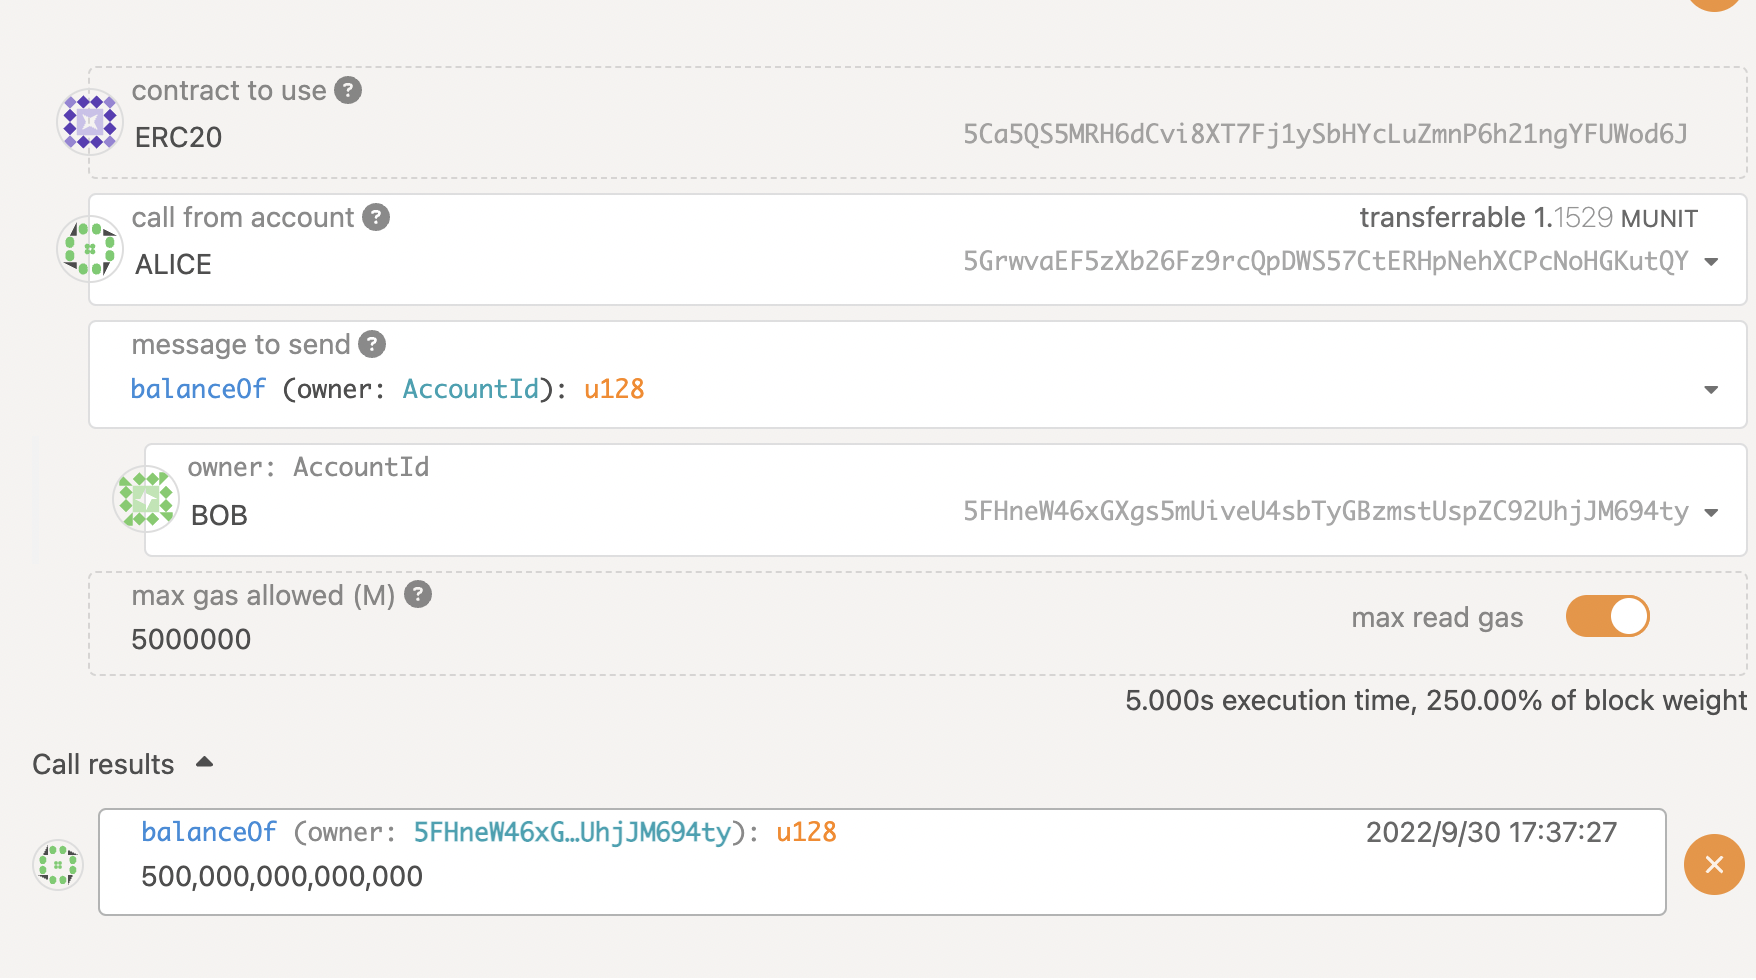 contract to use ?
ERC20 5Ca5QS5MRH6dCvi8XT7Fj1ySbHYcLuZmnP6h21ngYFUWod6J
call from account ? transferrable 1.1529 MUNIT
ALICE 5GrwvaEF5zXb26Fz9rcQpDWS57CtERHpNehXCPcNoHGKutQY
message to send ?
balanceOf (owner: AccountId): u128
owner: AccountId
BOB 5FHneW46xGXgs5mUiveU4sbTyGBzmstUspZC92UhjJM694ty
max gas allowed (M) ?
5000000 max read gas
5.000s execution time, 250.00% of block weight
Call results
balanceOf (owner: 5FHneW46xG…UhjJM694ty): u128 2022/9/30 17:37:27
500,000,000,000,000